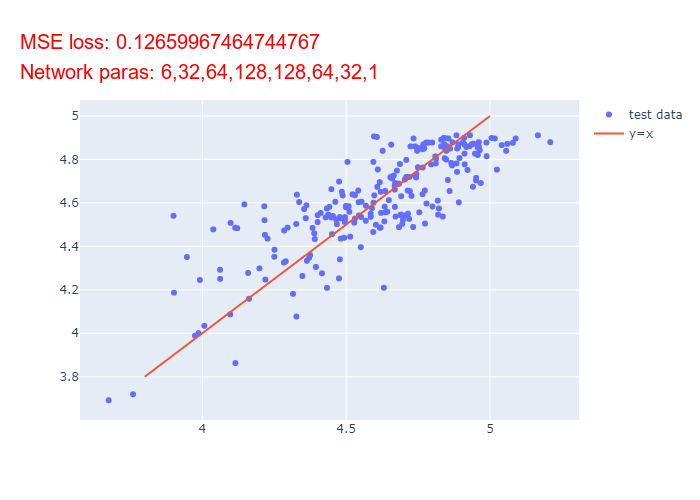 MSE loss: 0.12659967464744767
Network paras: 6,32,64,128,128,64,32,1
test data
y=x
5
4.8
4.6
4.4
4.2
4
3.8
4
4.5
5